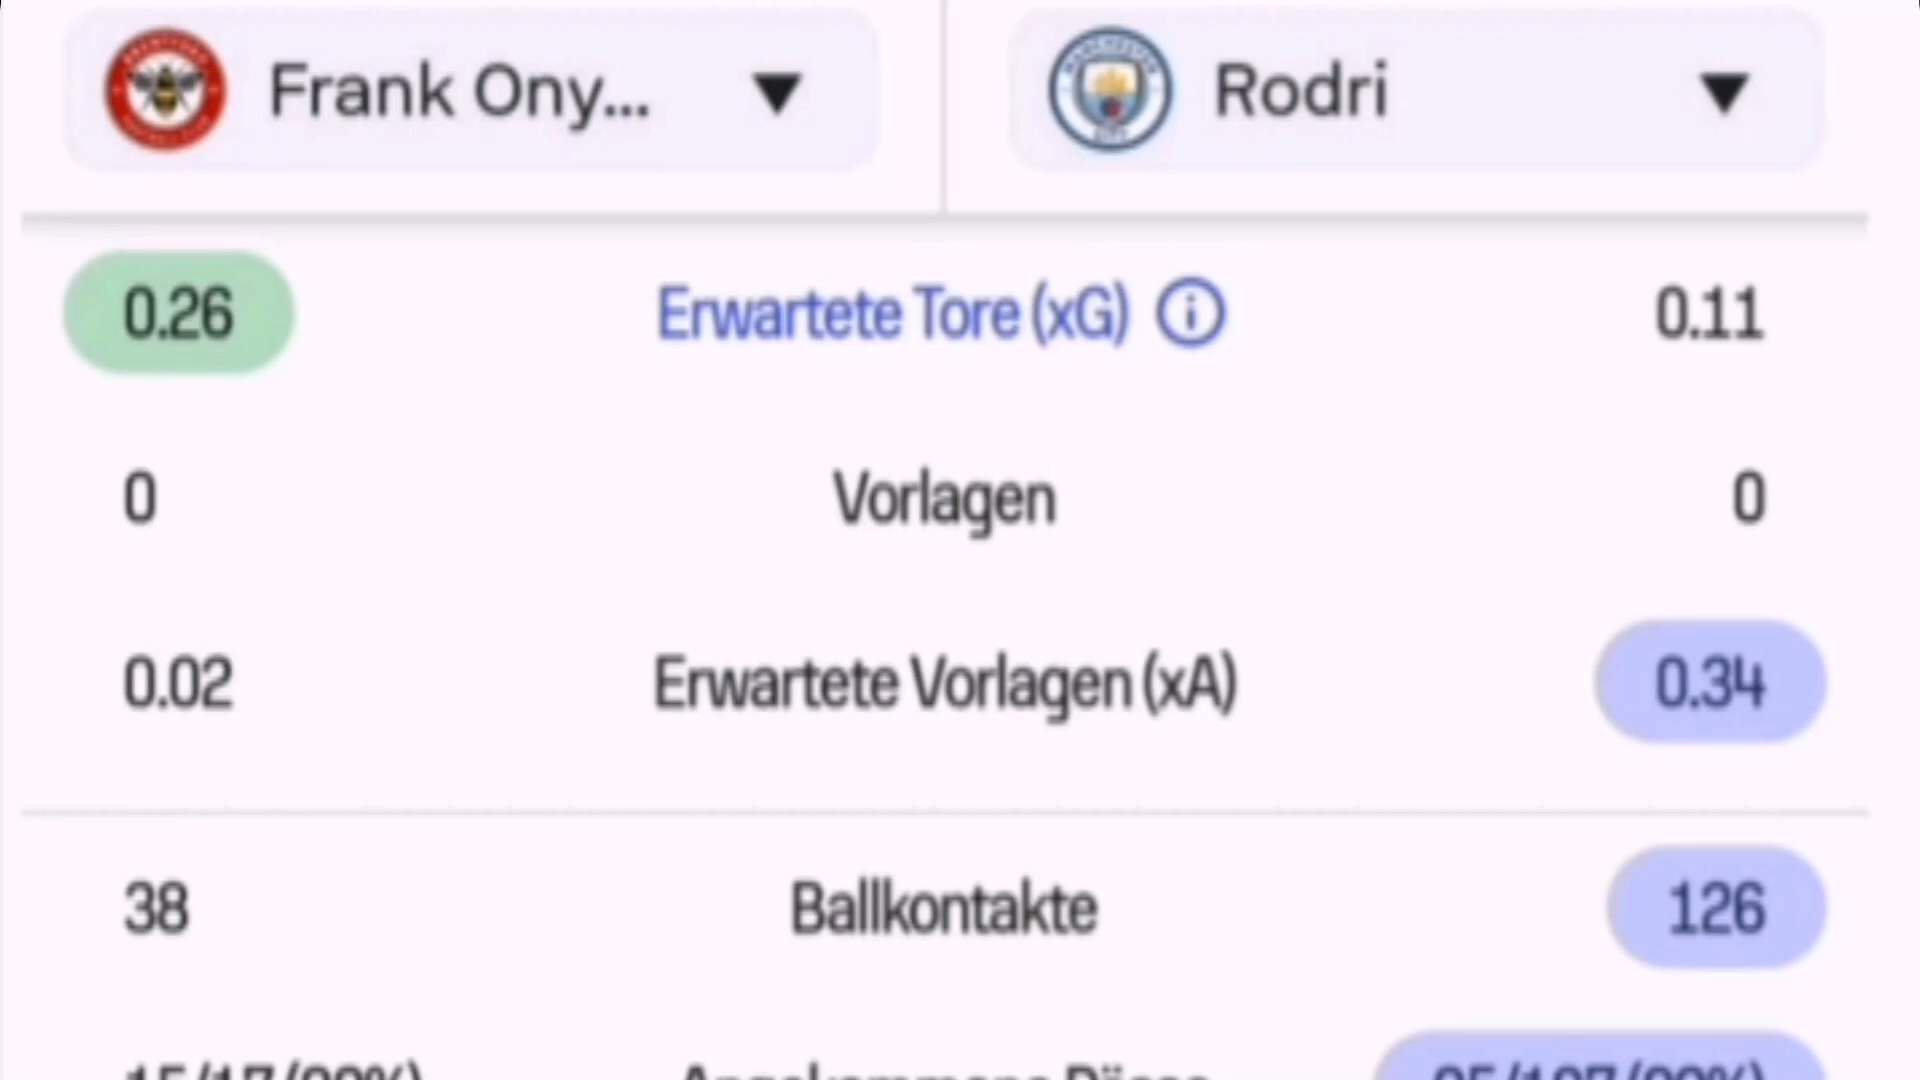 Frank Ony... Rodri
0.26 Erwartete Tore (xG) 0.11
0 Vorlagen 0
0.02 Erwartete Vorlagen (xA) 0.34
38 Ballkontakte 126